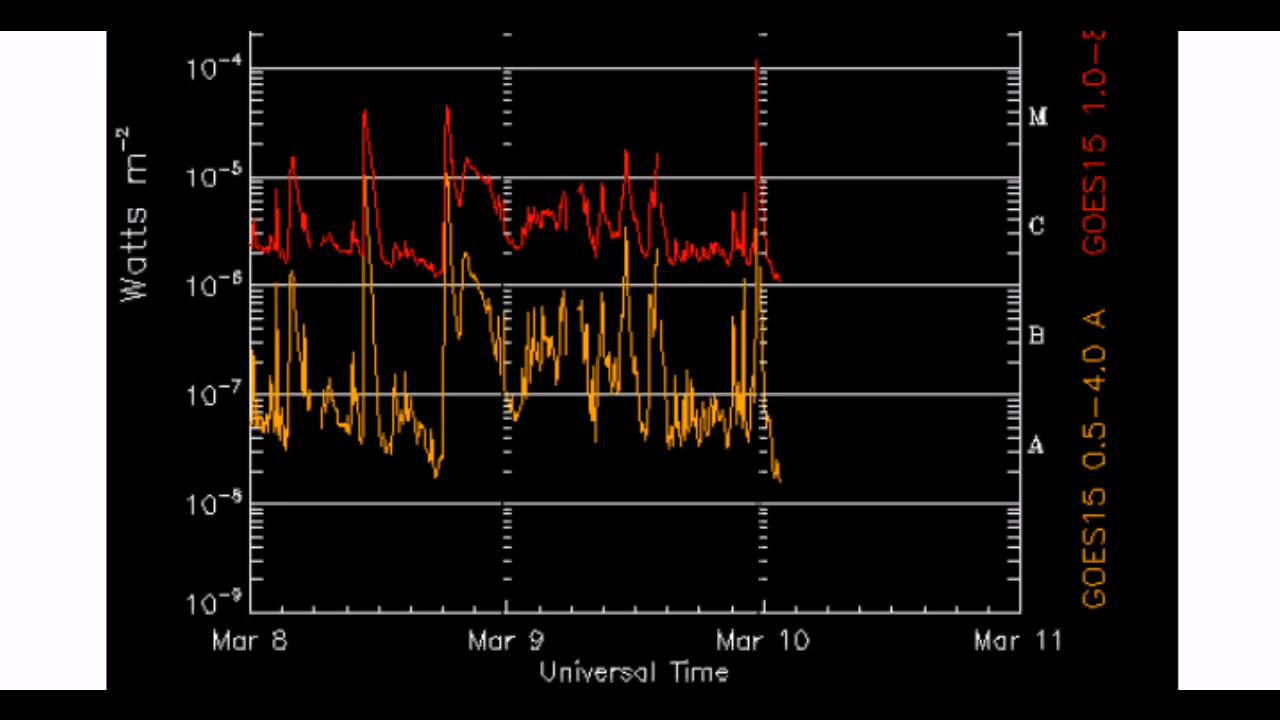 10⁻⁴
10⁻⁵
10⁻⁶
10⁻⁷
10⁻⁸
10⁻⁹
Watts m⁻²
M
C
B
A
Mar 8 Mar 9 Mar 10 Mar 11
Universal Time
GOES15 0.5–4.0 A
GOES15 1.0–